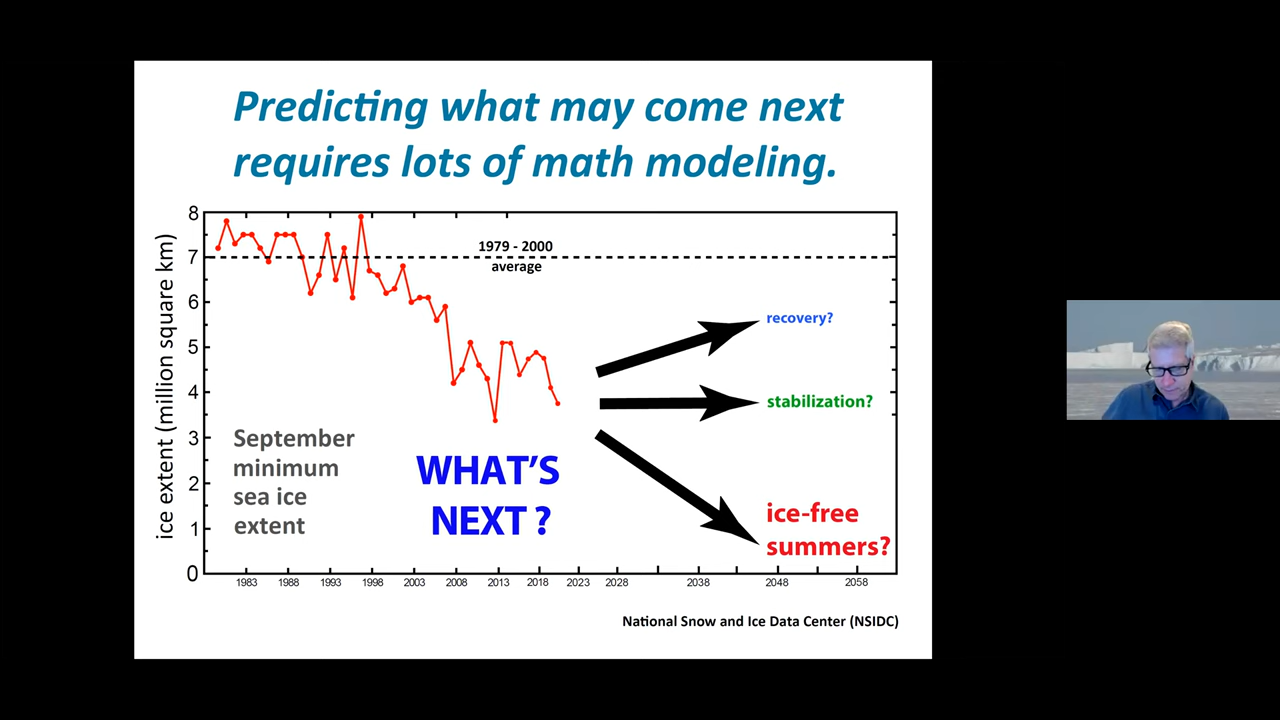 Predicting what may come next
requires lots of math modeling.
8
7
6
5
4
3
2
1
0
ice extent (million square km)
1979 - 2000
average
recovery?
stabilization?
ice-free
summers?
September
minimum
sea ice
extent
WHAT'S
NEXT ?
1983 1988 1993 1998 2003 2008 2013 2018 2023 2028 2038 2048 2058
National Snow and Ice Data Center (NSIDC)